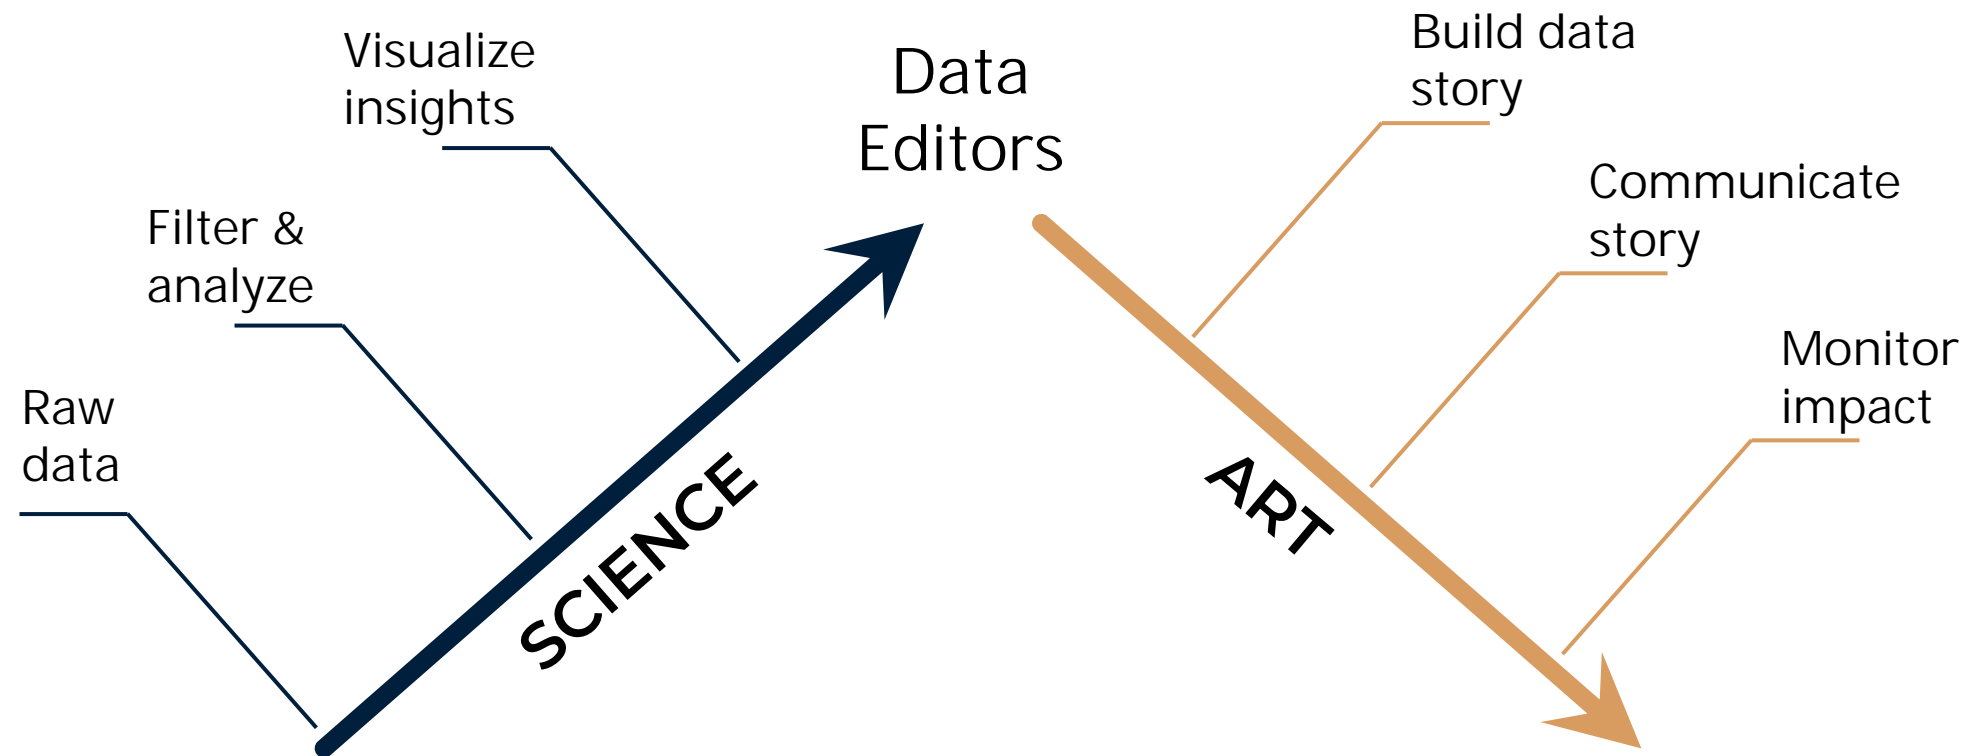 Visualize
insights
Filter &
analyze
Raw
data
SCIENCE
Data
Editors
Build data
story
Communicate
story
Monitor
impact
ART